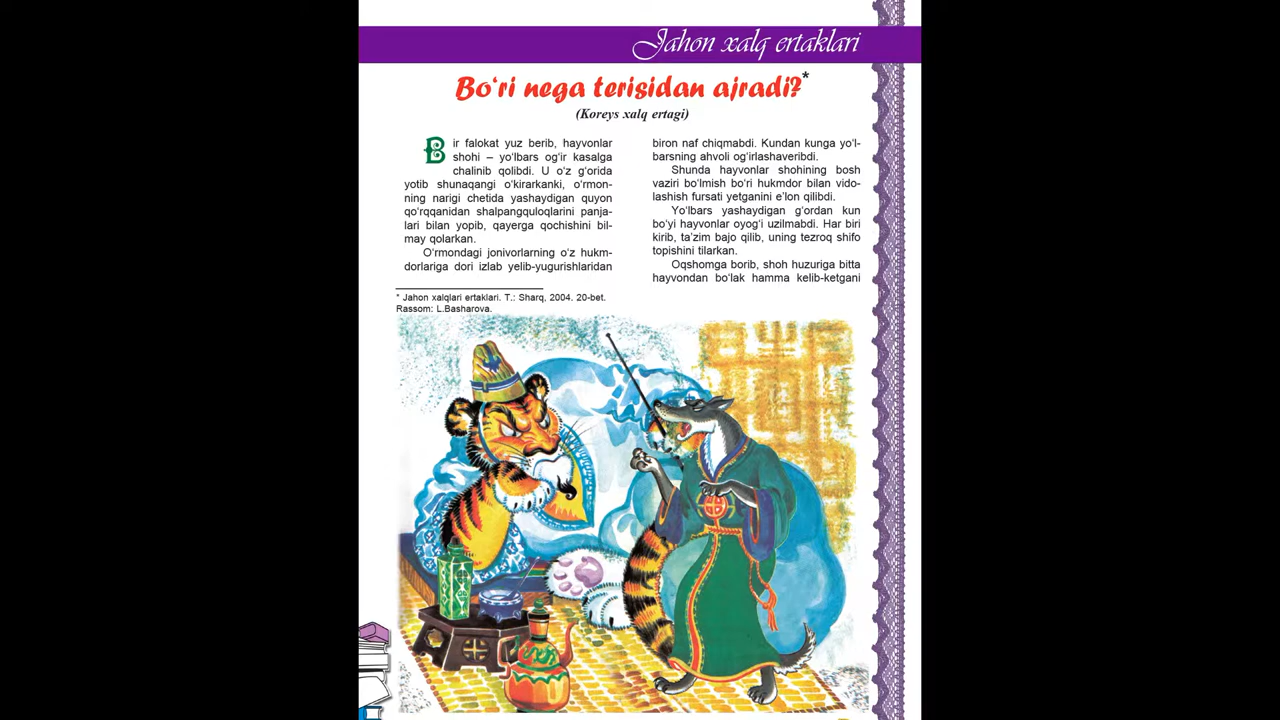 Jahon xalq ertaklari
Bo‘ri nega terisidan ajradi?*
(Koreys xalq ertagi)
Bir falokat yuz berib, hayvonlar
shohi – yo‘lbars og‘ir kasalga
chalinib qolibdi. U o‘z g‘orida
yotib shunaqangi o‘kirarkanki, o‘rmon-
ning narigi chetida yashaydigan quyon
qo‘rqqanidan shalpangquloqlarini panja-
lari bilan yopib, qayerga qochishini bil-
may qolarkan.
O‘rmondagi jonivorlarning o‘z hukm-
dorlariga dori izlab yelib-yugurishlaridan
* Jahon xalqlari ertaklari. T.: Sharq, 2004. 20-bet.
Rassom: L.Basharova.
biron naf chiqmabdi. Kundan kunga yo‘l-
barsning ahvoli og‘irlashaveribdi.
Shunda hayvonlar shohining bosh
vaziri bo‘lmish bo‘ri hukmdor bilan vido-
lashish fursati yetganini e’lon qilibdi.
Yo‘lbars yashaydigan g‘ordan kun
bo‘yi hayvonlar oyog‘i uzilmabdi. Har biri
kirib, ta’zim bajo qilib, uning tezroq shifo
topishini tilarkan.
Oqshomga borib, shoh huzuriga bitta
hayvondan bo‘lak hamma kelib-ketgani